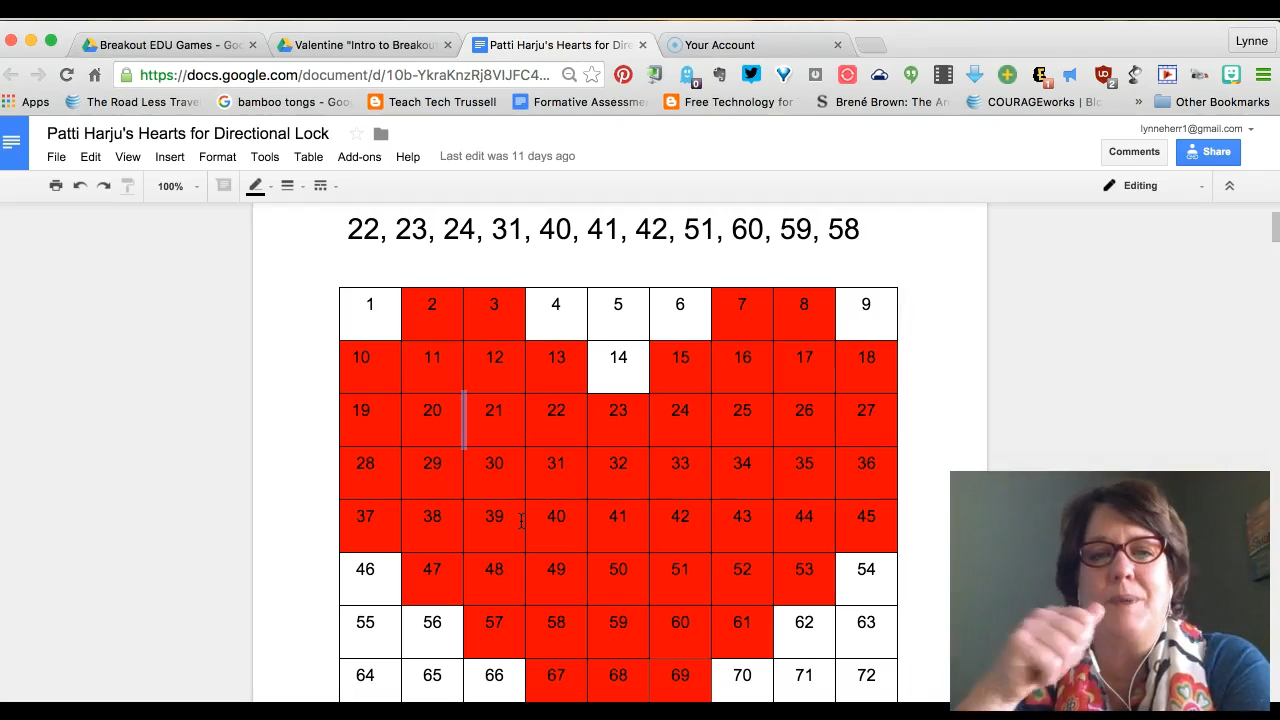 Lynne
Breakout EDU Games - Goo
Valentine "Intro to Breakou
Patti Harju's Hearts for Dire
Your Account
https://docs.google.com/document/d/10b-YkraKnzRj8VIJFC4...
Apps
The Road Less Trave
bamboo tongs - Goog
Teach Tech Trussell
Formative Assessme
Free Technology for
Brené Brown: The An
COURAGEworks | Blo
Other Bookmarks
Patti Harju's Hearts for Directional Lock
lynneherr1@gmail.com
File Edit View Insert Format Tools Table Add-ons Help Last edit was 11 days ago
Comments Share
100%
Editing
22, 23, 24, 31, 40, 41, 42, 51, 60, 59, 58
1 2 3 4 5 6 7 8 9
10 11 12 13 14 15 16 17 18
19 20 21 22 23 24 25 26 27
28 29 30 31 32 33 34 35 36
37 38 39 40 41 42 43 44 45
46 47 48 49 50 51 52 53 54
55 56 57 58 59 60 61 62 63
64 65 66 67 68 69 70 71 72